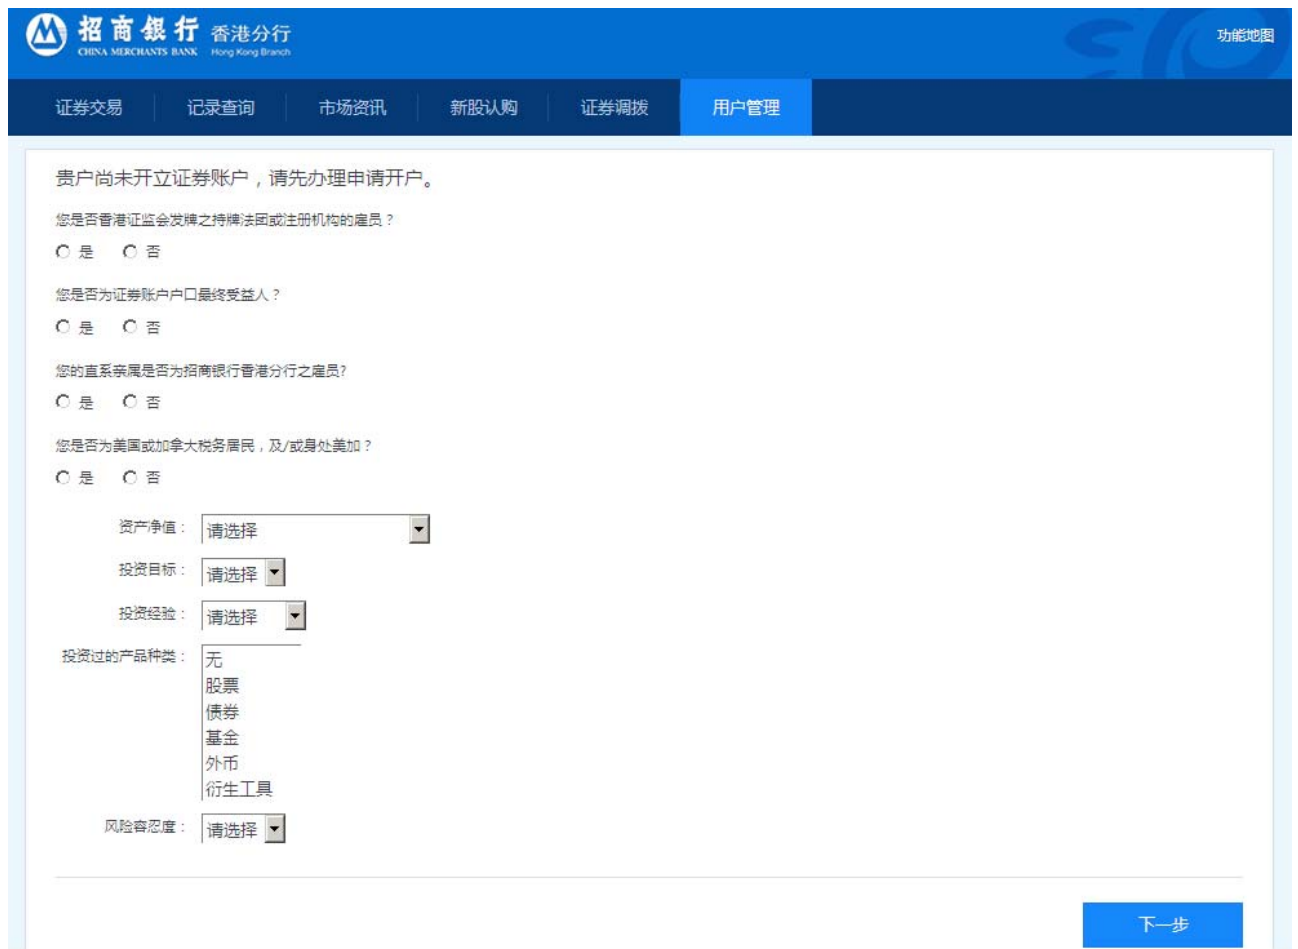 招商银行 香港分行
CHINA MERCHANTS BANK Hong Kong Branch
功能地图
证券交易 记录查询 市场资讯 新股认购 证券调拨 用户管理
贵户尚未开立证券账户，请先办理申请开户。
您是否香港证监会发牌之持牌法团或注册机构的雇员？
是 否
您是否为证券账户户口最终受益人？
是 否
您的直系亲属是否为招商银行香港分行之雇员?
是 否
您是否为美国或加拿大税务居民，及/或身处美加？
是 否
资产净值： 请选择
投资目标： 请选择
投资经验： 请选择
投资过的产品种类： 无
股票
债券
基金
外币
衍生工具
风险容忍度： 请选择
下一步